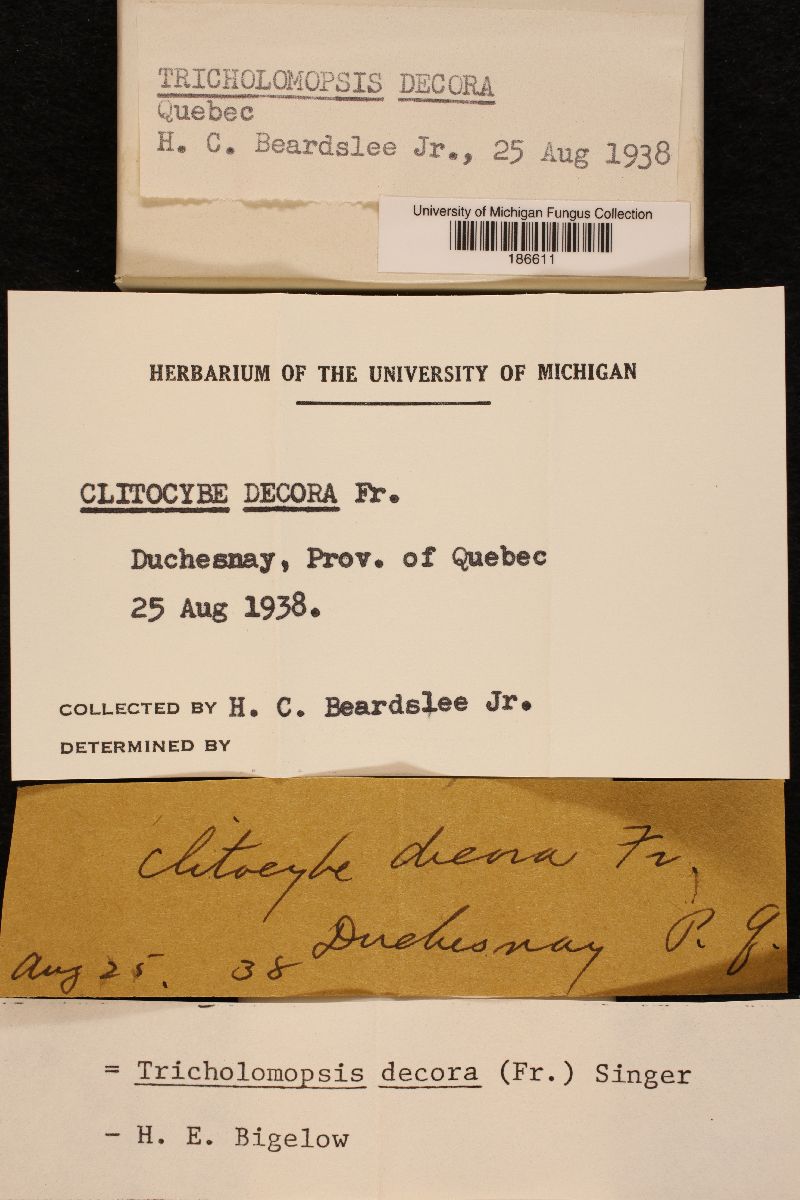 TRICHOLOMOPSIS DECORA
Quebec
H. C. Beardslee Jr., 25 Aug 1938
University of Michigan Fungus Collection
186611
HERBARIUM OF THE UNIVERSITY OF MICHIGAN
CLITOCYBE DECORA Fr.
Duchesnay, Prov. of Quebec
25 Aug 1938.
COLLECTED BY H. C. Beardslee Jr.
DETERMINED BY
Clitocybe decora Fr.
Duchesnay P. Q.
Aug 25. 38
= Tricholomopsis decora (Fr.) Singer
- H. E. Bigelow